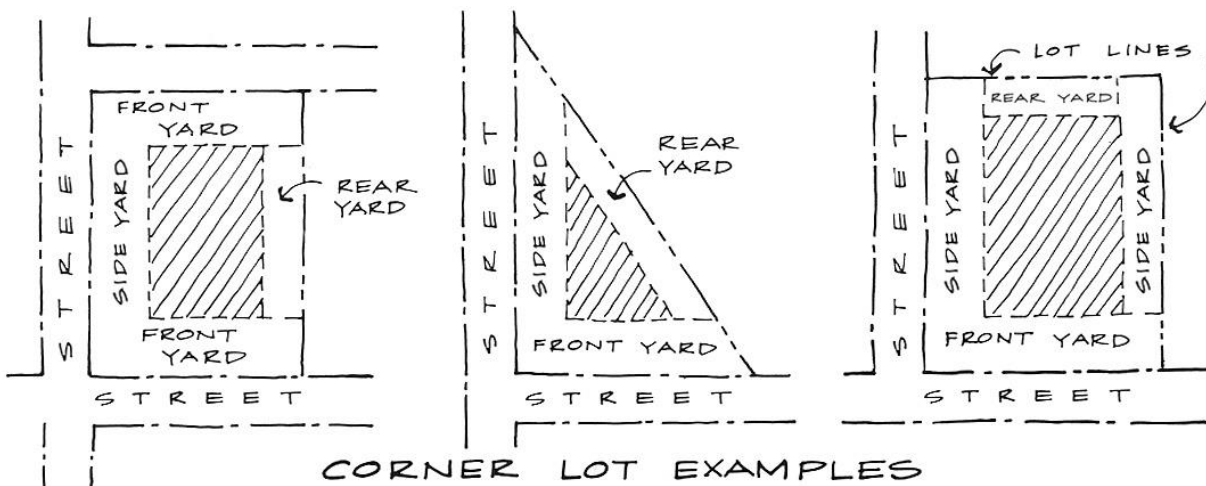 FRONT
YARD
STREET
SIDE YARD
REAR
YARD
FRONT
YARD
STREET
STREET
SIDE YARD
REAR
YARD
FRONT YARD
STREET
LOT LINES
REAR YARD
STREET
SIDE YARD
SIDE YARD
FRONT YARD
STREET
CORNER LOT EXAMPLES